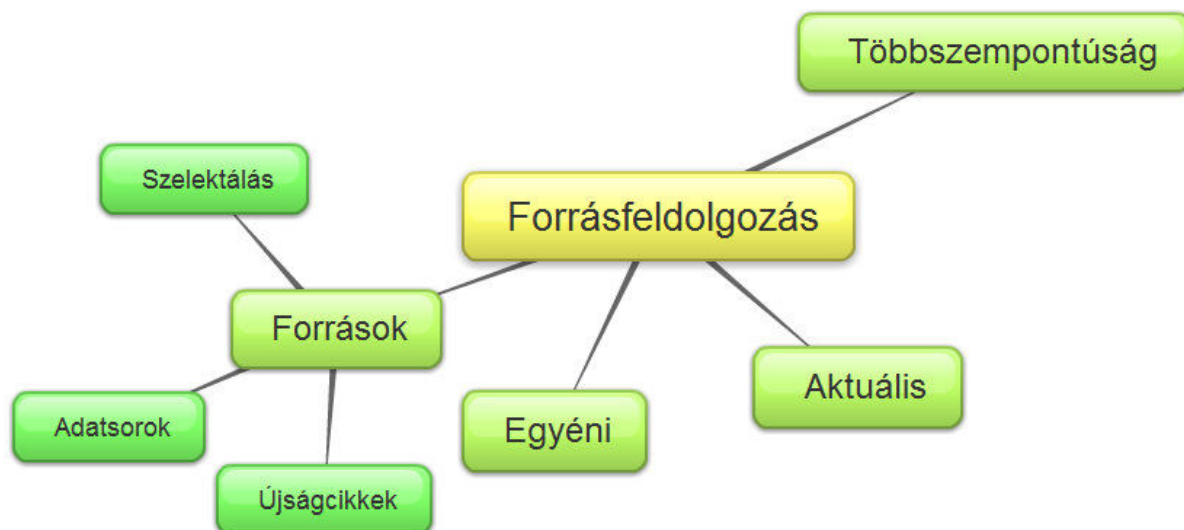 Többszempontúság
Szelektálás
Forrásfeldolgozás
Források
Aktuális
Egyéni
Adatsorok
Újságcikkek